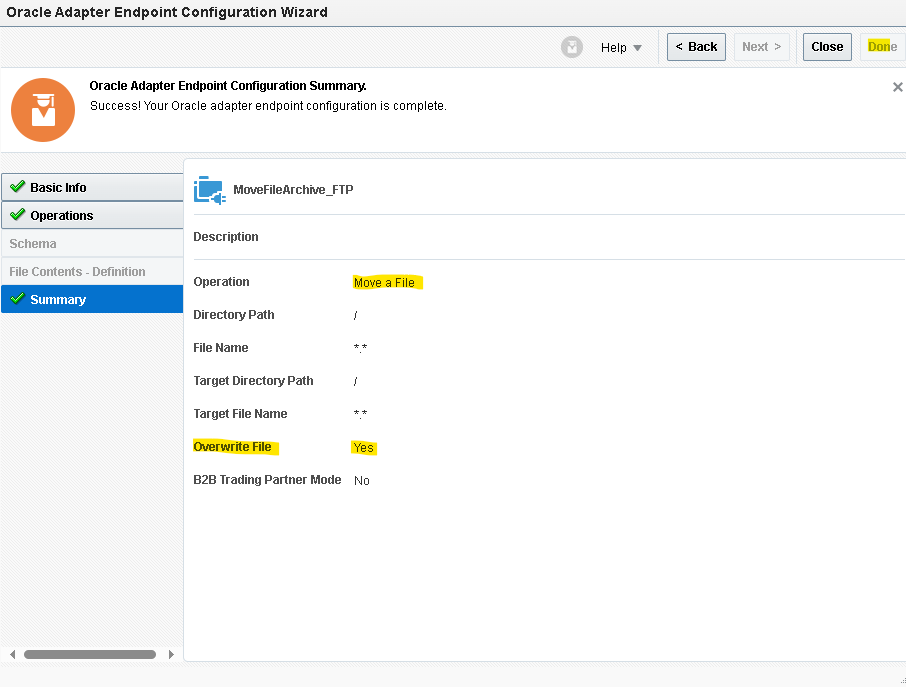 Oracle Adapter Endpoint Configuration Wizard
Help < Back Next > Close Done
Oracle Adapter Endpoint Configuration Summary.
Success! Your Oracle adapter endpoint configuration is complete.
Basic Info
Operations
Schema
File Contents - Definition
Summary
MoveFileArchive_FTP
Description
Operation Move a File
Directory Path /
File Name *.*
Target Directory Path /
Target File Name *.*
Overwrite File Yes
B2B Trading Partner Mode No